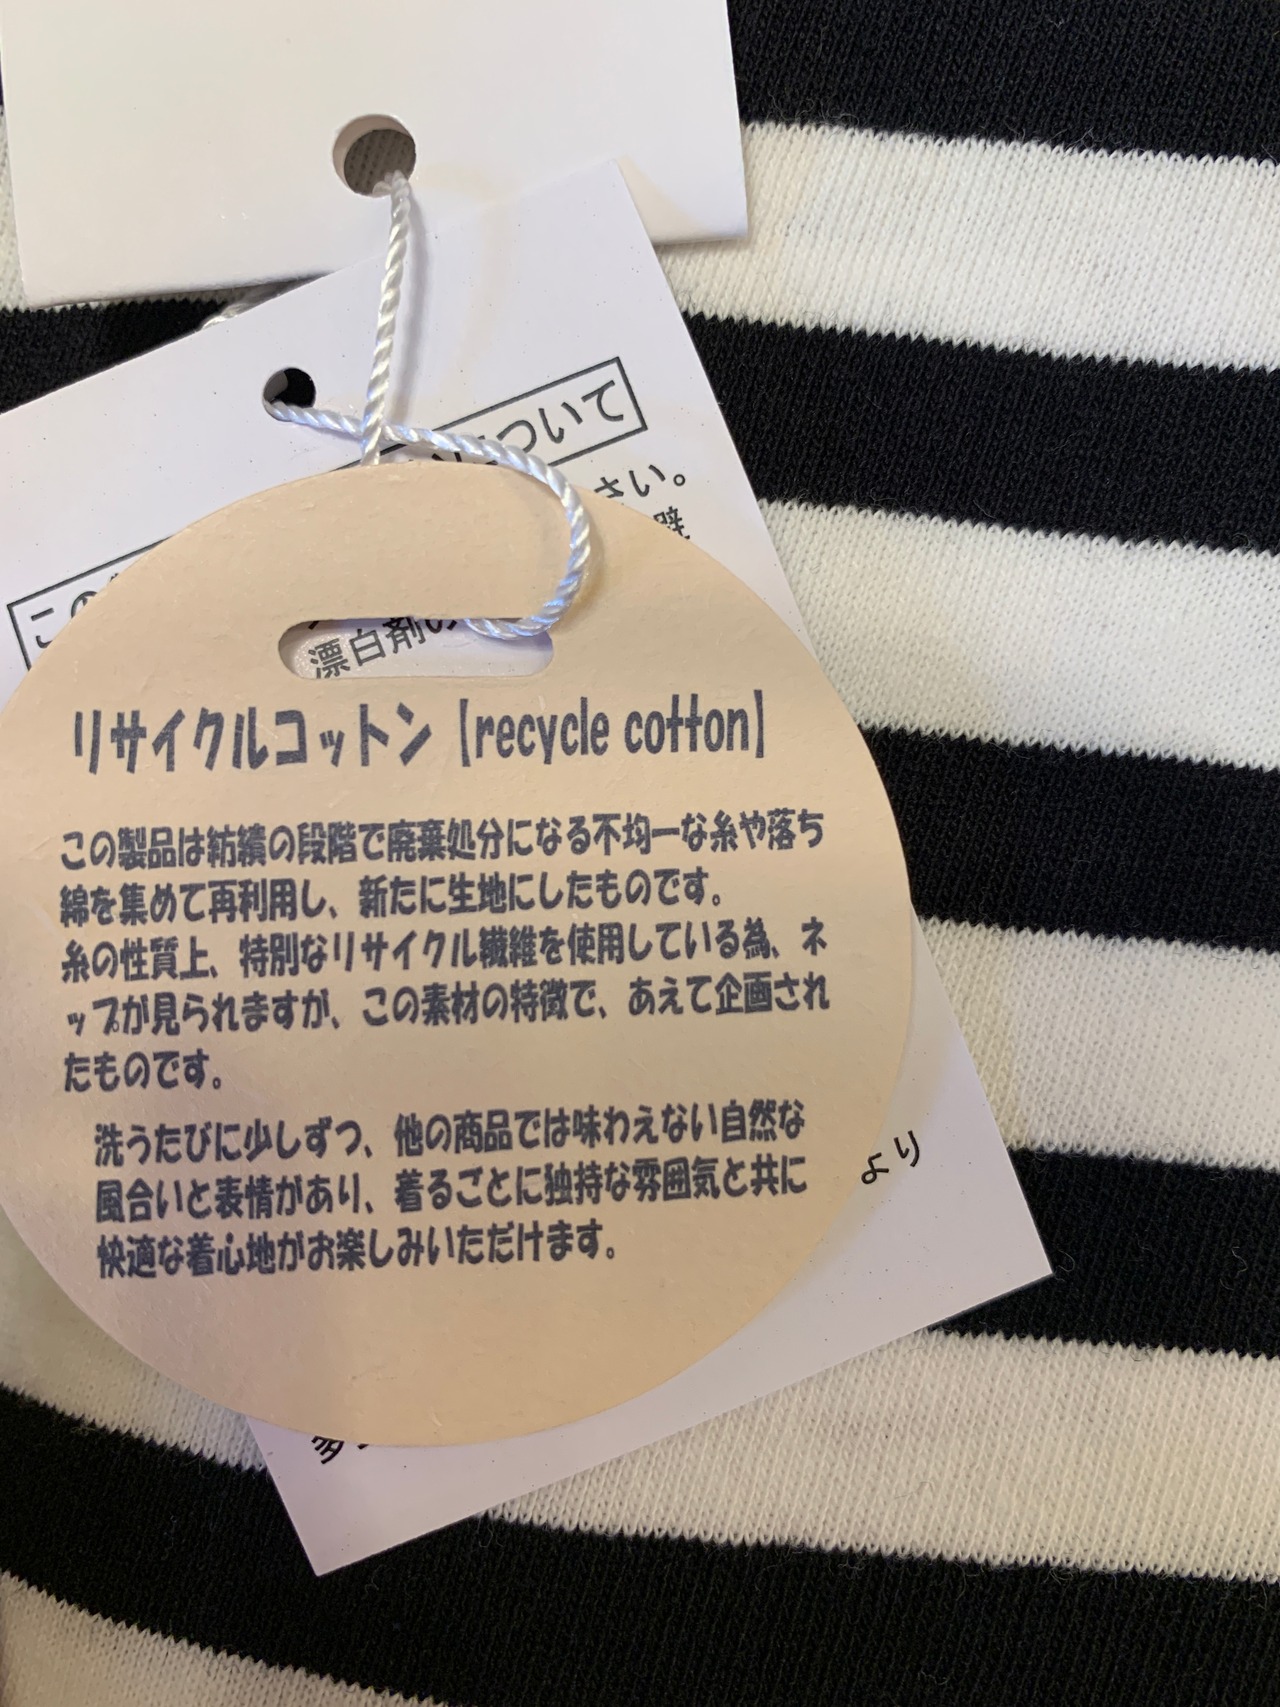 について
さい。
避
この
漂白剤の
リサイクルコットン【recycle cotton】
この製品は紡績の段階で廃棄処分になる不均一な糸や落ち
綿を集めて再利用し、新たに生地にしたものです。
糸の性質上、特別なリサイクル繊維を使用している為、ネ
ップが見られますが、この素材の特徴で、あえて企画され
たものです。
洗うたびに少しずつ、他の商品では味わえない自然な
風合いと表情があり、着るごとに独特な雰囲気と共に
快適な着心地がお楽しみいただけます。
より
多